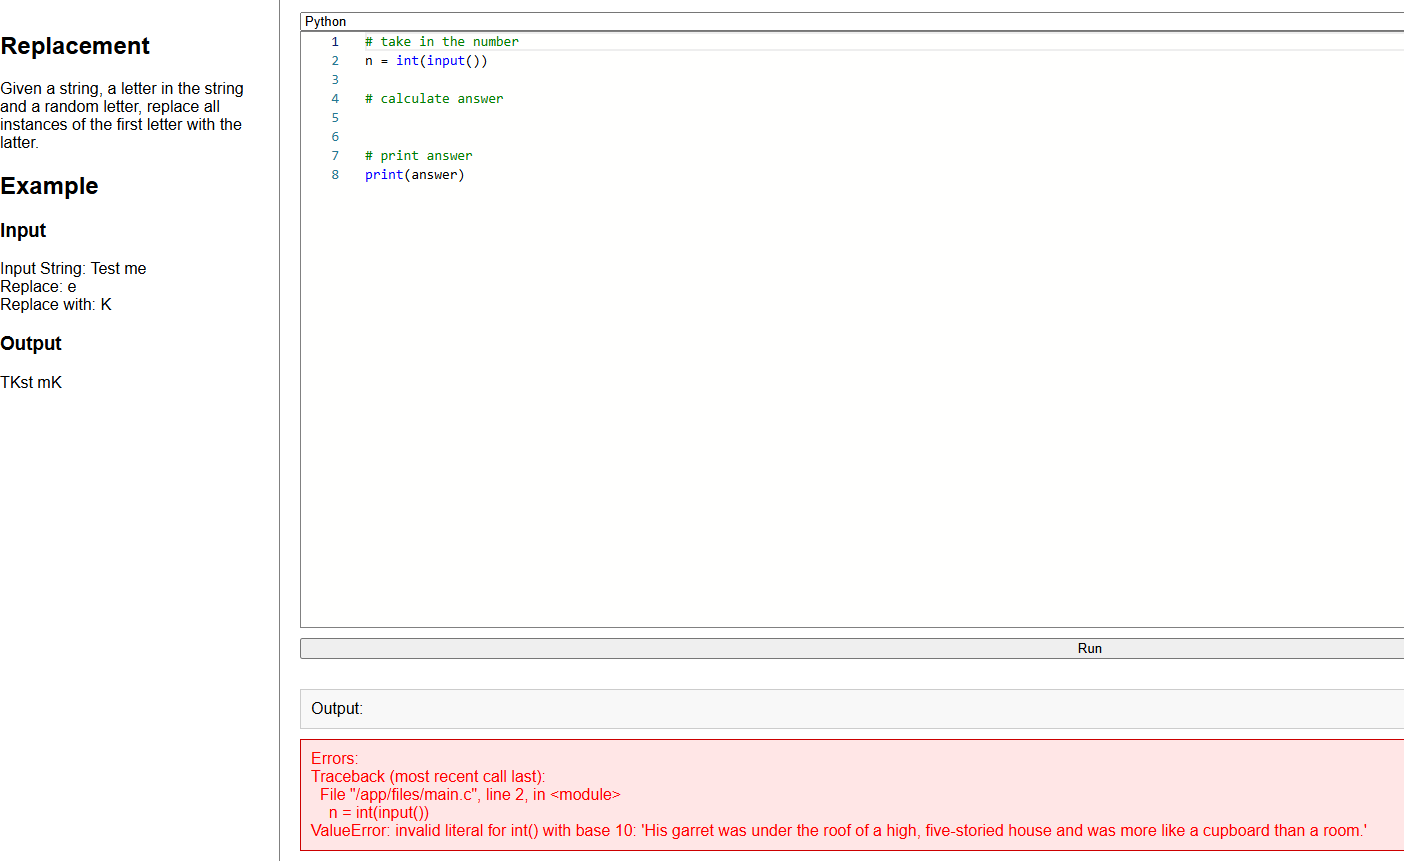 Replacement
Given a string, a letter in the string
and a random letter, replace all
instances of the first letter with the
latter.
Example
Input
Input String: Test me
Replace: e
Replace with: K
Output
TKst mK
Python
1 # take in the number
2 n = int(input())
3
4 # calculate answer
5
6
7 # print answer
8 print(answer)
Run
Output:
Errors:
Traceback (most recent call last):
File "/app/files/main.c", line 2, in <module>
n = int(input())
ValueError: invalid literal for int() with base 10: 'His garret was under the roof of a high, five-storied house and was more like a cupboard than a room.'